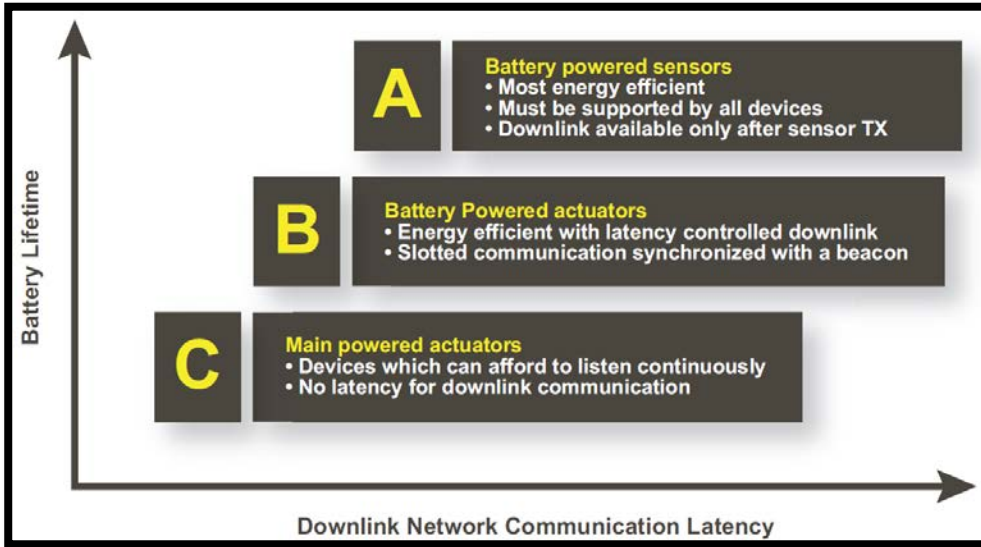 Battery Lifetime
A
Battery powered sensors
• Most energy efficient
• Must be supported by all devices
• Downlink available only after sensor TX
B
Battery Powered actuators
• Energy efficient with latency controlled downlink
• Slotted communication synchronized with a beacon
C
Main powered actuators
• Devices which can afford to listen continuously
• No latency for downlink communication
Downlink Network Communication Latency